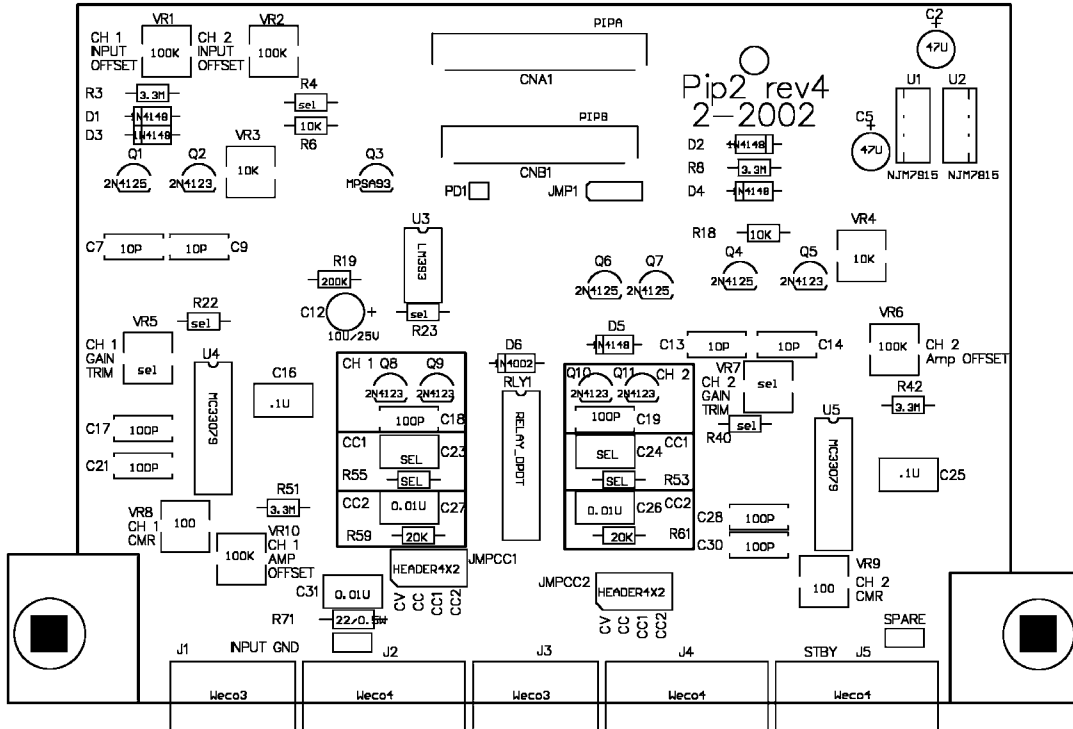 VR1
VR2
PIPA
C2
CH 1
INPUT
OFFSET
100K
CH 2
INPUT
OFFSET
100K
47U
CNA1
Pip2 rev4
2-2002
U1
U2
R3
3.3M
R4
sel
D1
1N4148
D3
1N4148
10K
R6
PIPB
C5
47U
VR3
10K
D2
1N4148
R8
3.3M
D4
1N4148
Q1
2N4125
Q2
2N4123
Q3
MPSA93
CNB1
PD1
JMP1
NJM7815
NJM7915
U3
LM393
VR4
10K
R18
10K
C7
10P
10P
C9
R19
200K
Q6
2N4125
Q7
2N4125
Q4
2N4125
Q5
2N4123
C12
10U/25V
sel
R23
R22
sel
VR5
CH 1
GAIN
TRIM
sel
U4
MC33079
D6
1N4002
RLY1
RELAY_DPDT
D5
1N4148
C13
10P
10P
C14
VR6
100K
CH 2
Amp OFFSET
VR7
CH 2
GAIN
TRIM
sel
R42
3.3M
C16
.1U
CH 1
Q8
2N4123
Q9
2N4123
100P
C18
Q10
2N4123
Q11
2N4123
CH 2
100P
C19
R40
sel
U5
MC33079
C17
100P
C21
100P
CC1
SEL
C23
R55
SEL
SEL
C24
CC1
SEL
R53
.1U
C25
CC2
0.01U
C27
R59
20K
0.01U
C26
CC2
20K
R61
C28
100P
C30
100P
VR8
CH 1
CMR
100
R51
3.3M
VR10
CH 1
AMP
OFFSET
100K
HEADER4X2
JMPCC1
CV
CC
CC1
CC2
JMPCC2
HEADER4X2
CV
CC
CC1
CC2
VR9
CH 2
CMR
100
C31
0.01U
R71
22/0.5W
SPARE
J1
INPUT GND
J2
J3
J4
STBY
J5
Weco3
Weco4
Weco3
Weco4
Weco4